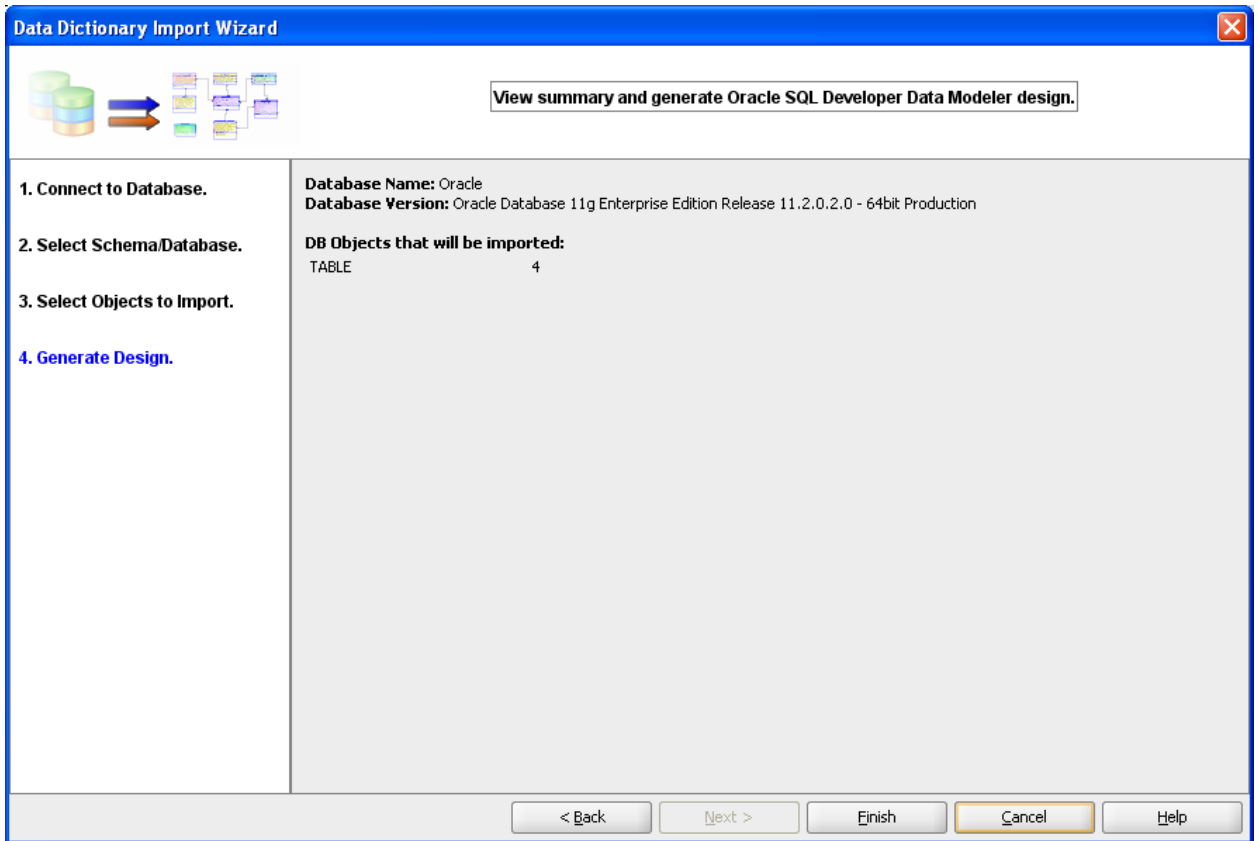 Data Dictionary Import Wizard
View summary and generate Oracle SQL Developer Data Modeler design.
1. Connect to Database.
2. Select Schema/Database.
3. Select Objects to Import.
4. Generate Design.
Database Name: Oracle
Database Version: Oracle Database 11g Enterprise Edition Release 11.2.0.2.0 - 64bit Production
DB Objects that will be imported:
TABLE 4
< Back Next > Finish Cancel Help